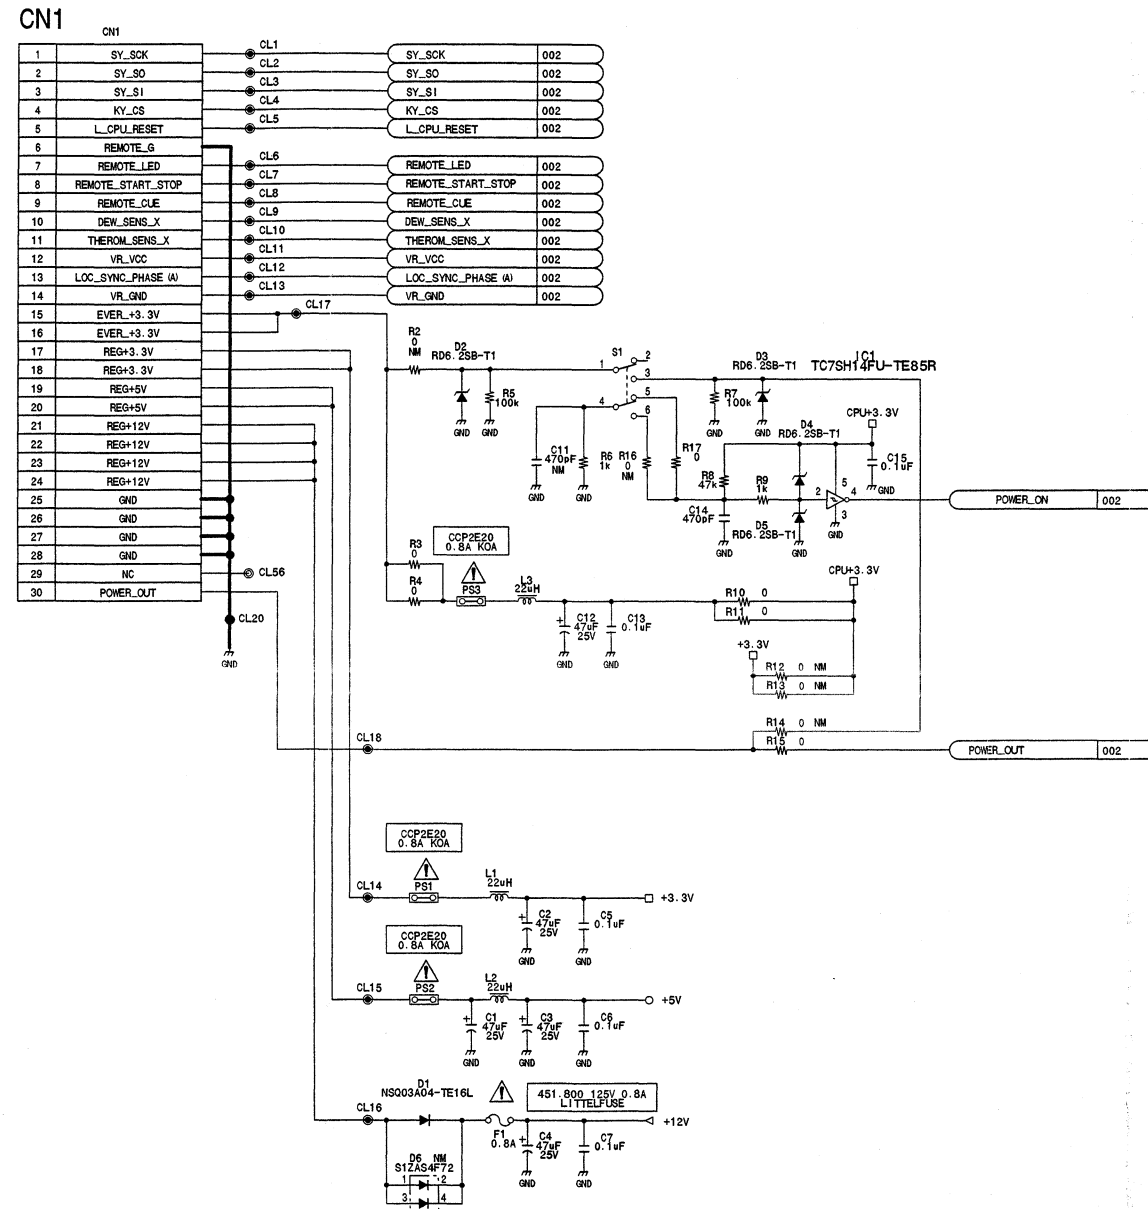 CN1
CN1
1 SY_SCK CL1 SY_SCK 002
2 SY_SO CL2 SY_SO 002
3 SY_SI CL3 SY_SI 002
4 KY_CS CL4 KY_CS 002
5 L_CPU_RESET CL5 L_CPU_RESET 002
6 REMOTE_G
7 REMOTE_LED CL6 REMOTE_LED 002
8 REMOTE_START_STOP CL7 REMOTE_START_STOP 002
9 REMOTE_CUE CL8 REMOTE_CUE 002
10 DEW_SENS_X CL9 DEW_SENS_X 002
11 THEROM_SENS_X CL10 THEROM_SENS_X 002
12 VR_VCC CL11 VR_VCC 002
13 LOC_SYNC_PHASE (A) CL12 LOC_SYNC_PHASE (A) 002
14 VR_GND CL13 VR_GND 002
15 EVER_+3.3V CL17
16 EVER_+3.3V
17 REG+3.3V
18 REG+3.3V
19 REG+5V
20 REG+5V
21 REG+12V
22 REG+12V
23 REG+12V
24 REG+12V
25 GND
26 GND
27 GND
28 GND
29 NC CL56
30 POWER_OUT
CL20
GND
R2
0
NM
D2
RD6.2SB-T1
R5
100k
GND GND
S1
1 2
3
4 5
6
C11
470pF
NM
GND
R6
1k
GND
R16
0
NM
R17
0
D3
RD6.2SB-T1
R7
100k
GND GND
IC1
TC7SH14FU-TE85R
D4
RD6.2SB-T1
CPU+3.3V
C15
0.1uF
GND
R8
47k
R9
1k
2 5 4
3
GND
C14
470pF
GND
D5
RD6.2SB-T1
GND
POWER_ON 002
R3
0
R4
0
CCP2E20
0.8A KOA
PS3
L3
22uH
C12
47uF
25V
+
GND
C13
0.1uF
GND
CPU+3.3V
R10 0
R11 0
+3.3V
R12 0 NM
R13 0 NM
R14 0 NM
R15 0
CL18
POWER_OUT 002
CCP2E20
0.8A KOA
CL14 PS1
L1
22uH
+3.3V
+ C2
47uF
25V
GND
C5
0.1uF
GND
CCP2E20
0.8A KOA
CL15 PS2
L2
22uH
+5V
+ C1
47uF
25V
GND
+ C3
47uF
25V
GND
C6
0.1uF
GND
D1
NSQ03A04-TE16L
451.800 125V 0.8A
LITTELFUSE
CL16
F1
0.8A
+12V
+ C4
47uF
25V
GND
C7
0.1uF
GND
D6 NM
S1ZAS4F72
1 2
3 4